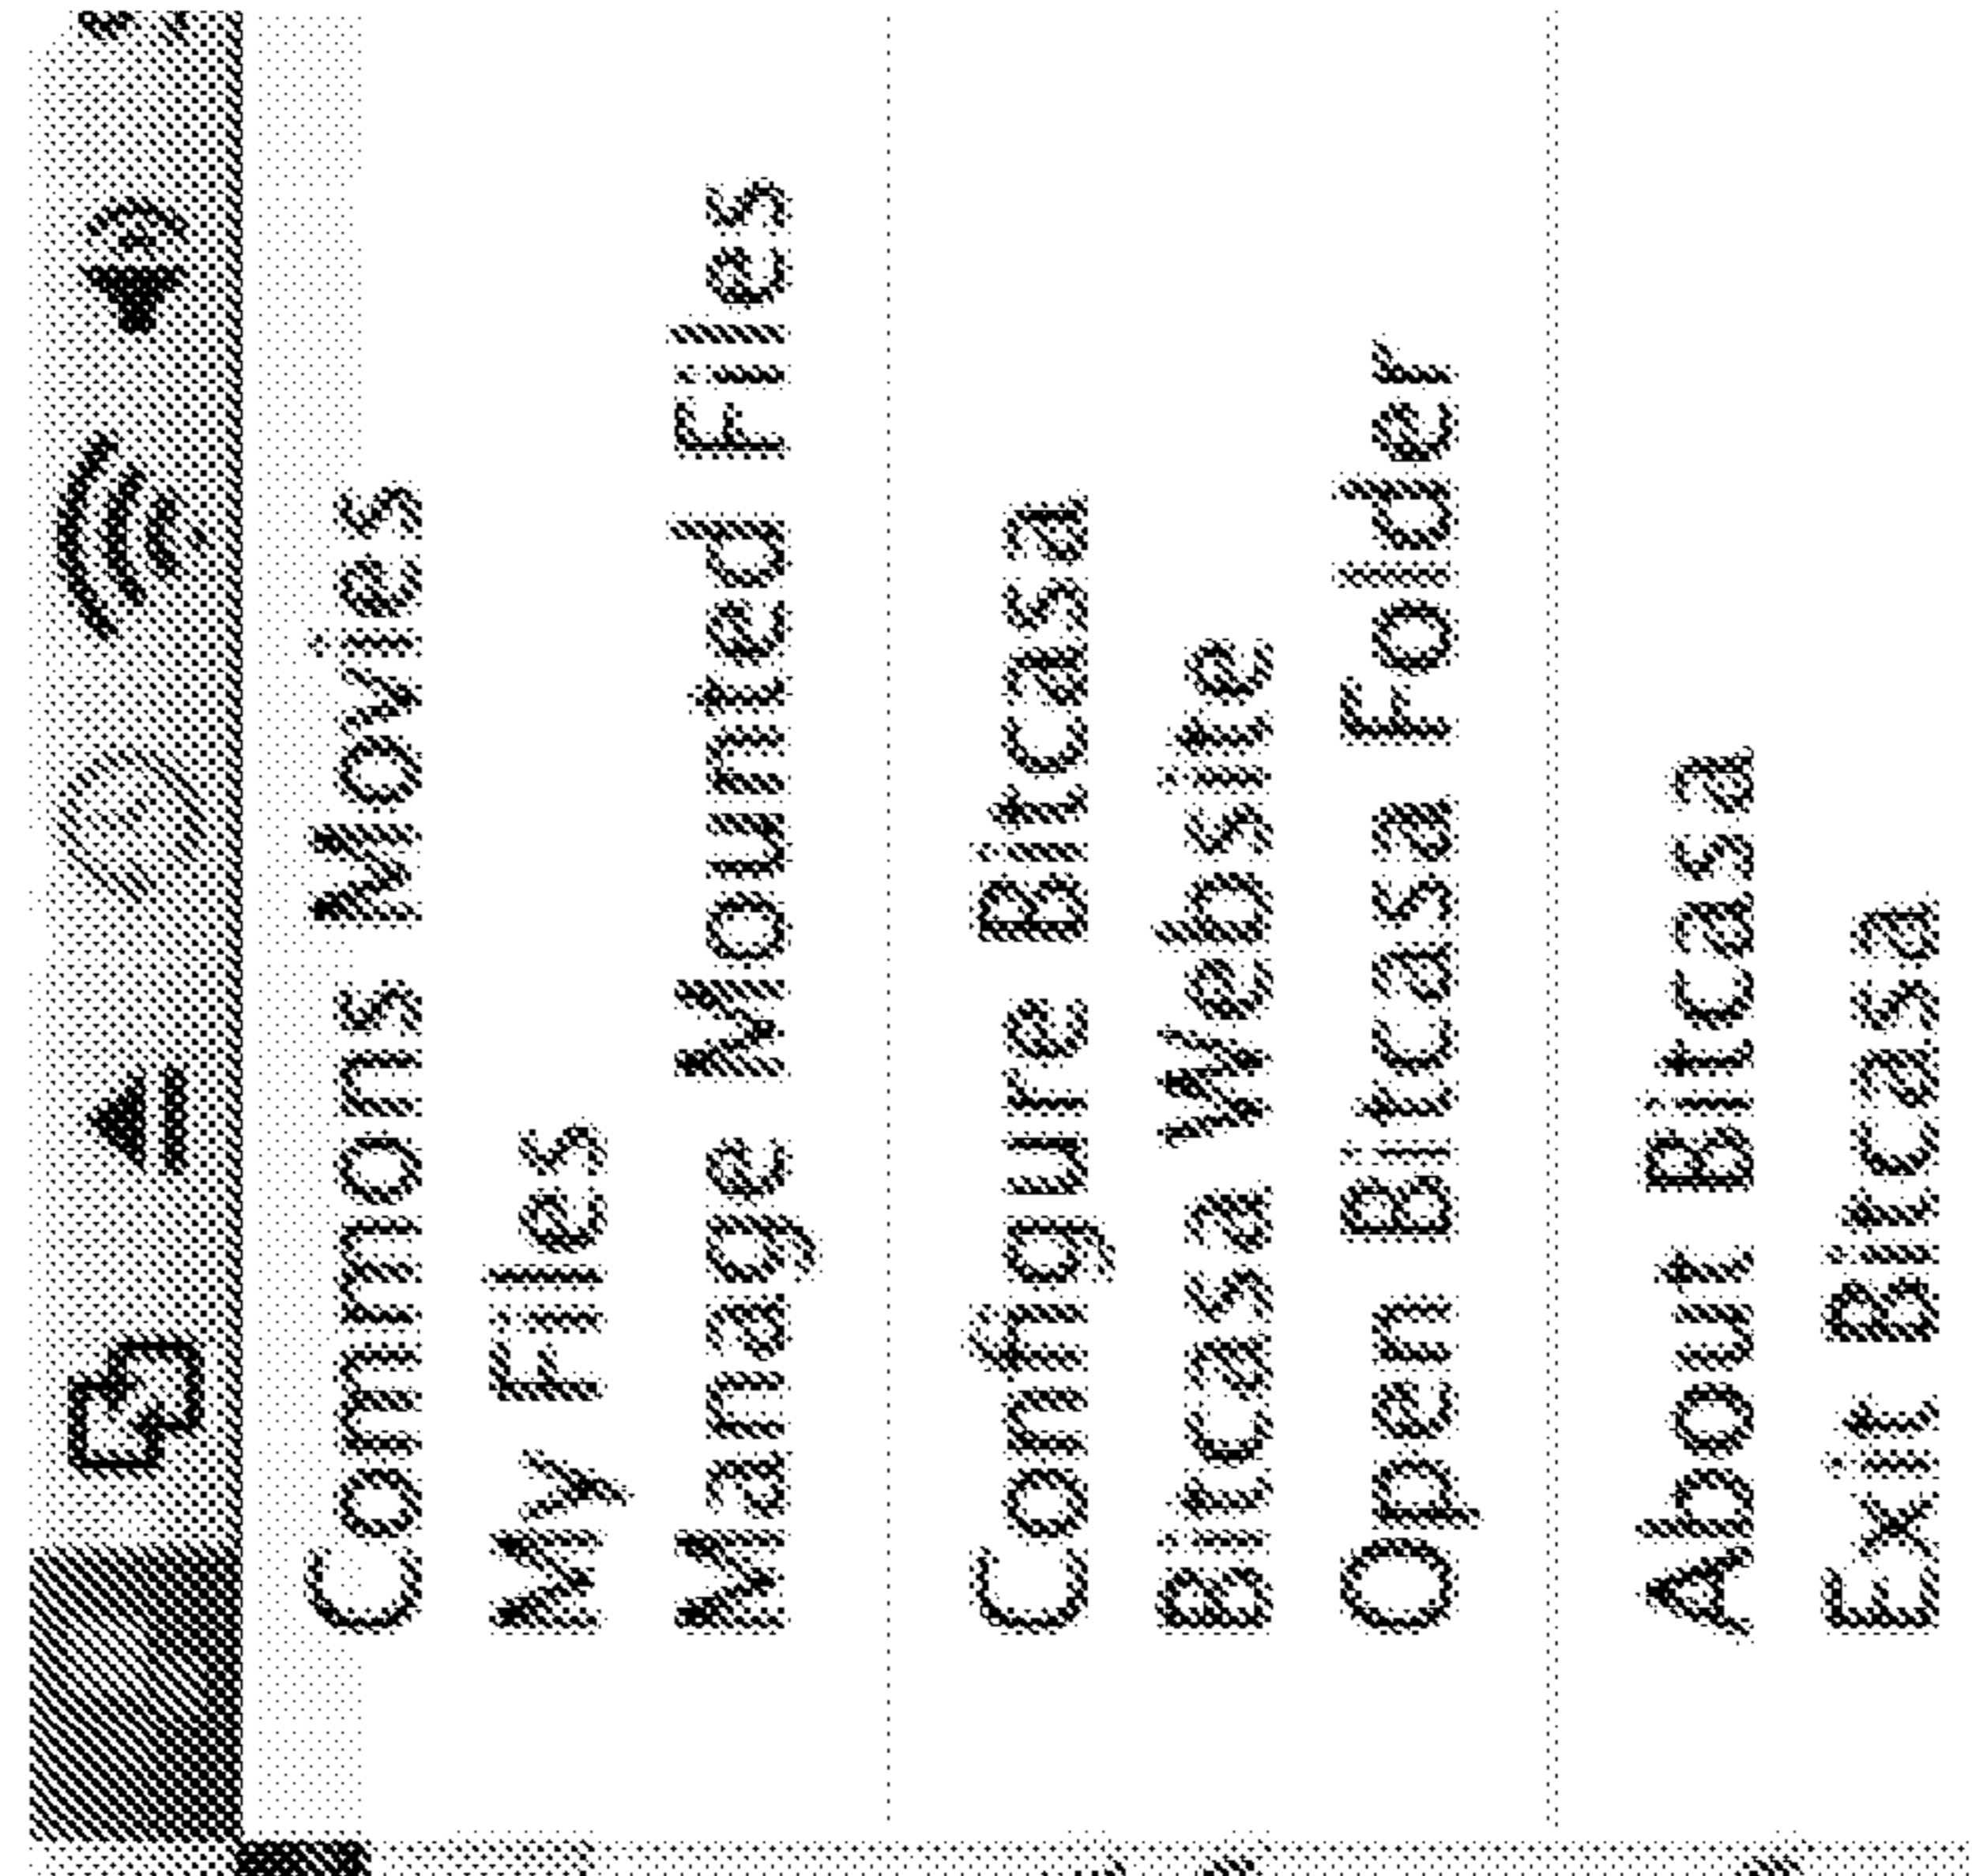 Commons Movies
My Files
Manage Mounted Files
Configure Bitcasa
Bitcasa Website
Open Bitcasa Folder
About Bitcasa
Exit Bitcasa